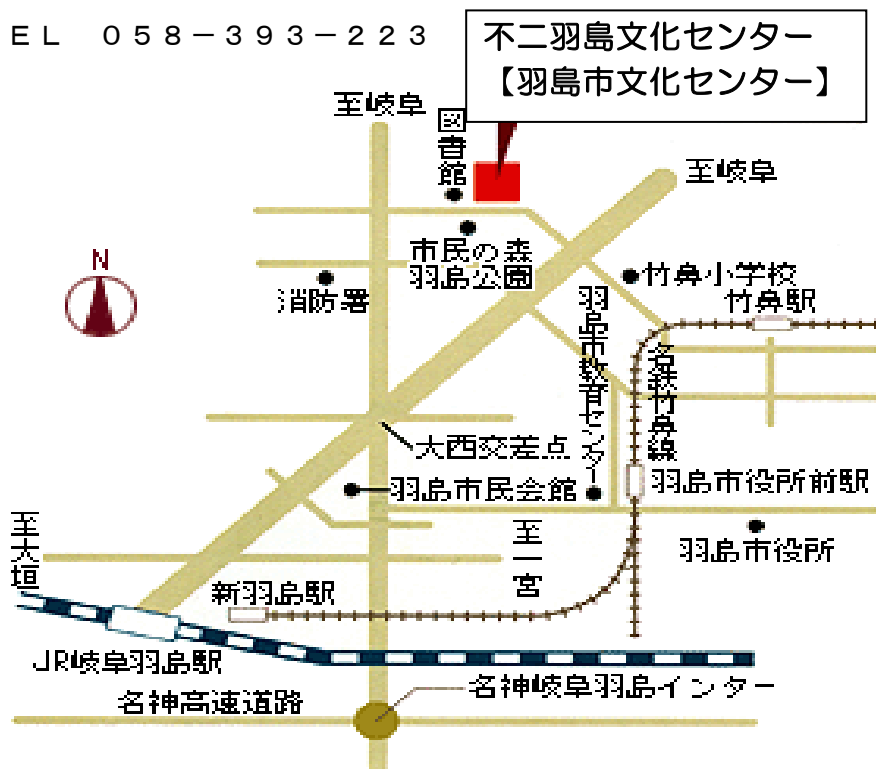 EL 058-393-223
不二羽島文化センター
【羽島市文化センター】
至岐阜
図書館
至岐阜
市民の森
羽島公園
N
消防署
竹鼻小学校
竹鼻駅
羽島市教育センター
名鉄竹鼻線
大西交差点
羽島市民会館
羽島市役所前駅
至大垣
至一宮
羽島市役所
新羽島駅
JR岐阜羽島駅
名神岐阜羽島インター
名神高速道路